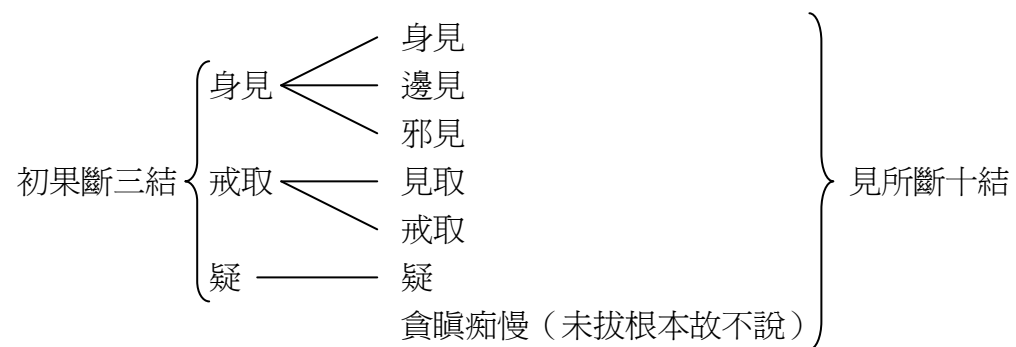 身見
身見
邊見
邪見
初果斷三結
戒取
見取
見所斷十結
戒取
疑
疑
貪瞋痴慢（未拔根本故不說）